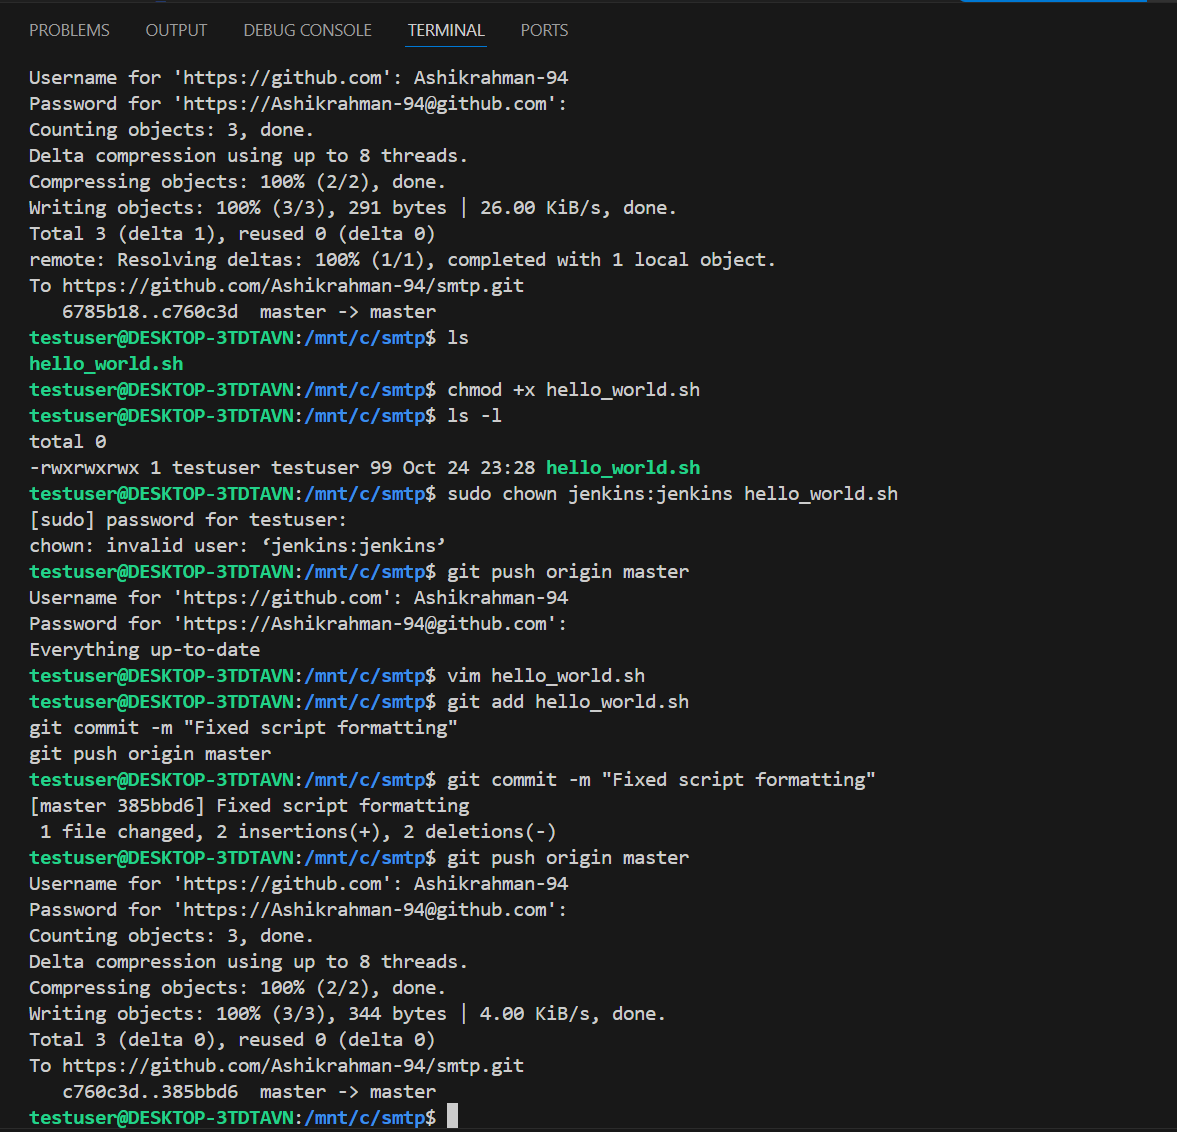 PROBLEMS OUTPUT DEBUG CONSOLE TERMINAL PORTS
Username for 'https://github.com': Ashikrahman-94
Password for 'https://Ashikrahman-94@github.com':
Counting objects: 3, done.
Delta compression using up to 8 threads.
Compressing objects: 100% (2/2), done.
Writing objects: 100% (3/3), 291 bytes | 26.00 KiB/s, done.
Total 3 (delta 1), reused 0 (delta 0)
remote: Resolving deltas: 100% (1/1), completed with 1 local object.
To https://github.com/Ashikrahman-94/smtp.git
   6785b18..c760c3d  master -> master
testuser@DESKTOP-3TDTAVN:/mnt/c/smtp$ ls
hello_world.sh
testuser@DESKTOP-3TDTAVN:/mnt/c/smtp$ chmod +x hello_world.sh
testuser@DESKTOP-3TDTAVN:/mnt/c/smtp$ ls -l
total 0
-rwxrwxrwx 1 testuser testuser 99 Oct 24 23:28 hello_world.sh
testuser@DESKTOP-3TDTAVN:/mnt/c/smtp$ sudo chown jenkins:jenkins hello_world.sh
[sudo] password for testuser:
chown: invalid user: ‘jenkins:jenkins’
testuser@DESKTOP-3TDTAVN:/mnt/c/smtp$ git push origin master
Username for 'https://github.com': Ashikrahman-94
Password for 'https://Ashikrahman-94@github.com':
Everything up-to-date
testuser@DESKTOP-3TDTAVN:/mnt/c/smtp$ vim hello_world.sh
testuser@DESKTOP-3TDTAVN:/mnt/c/smtp$ git add hello_world.sh
git commit -m "Fixed script formatting"
git push origin master
testuser@DESKTOP-3TDTAVN:/mnt/c/smtp$ git commit -m "Fixed script formatting"
[master 385bbd6] Fixed script formatting
 1 file changed, 2 insertions(+), 2 deletions(-)
testuser@DESKTOP-3TDTAVN:/mnt/c/smtp$ git push origin master
Username for 'https://github.com': Ashikrahman-94
Password for 'https://Ashikrahman-94@github.com':
Counting objects: 3, done.
Delta compression using up to 8 threads.
Compressing objects: 100% (2/2), done.
Writing objects: 100% (3/3), 344 bytes | 4.00 KiB/s, done.
Total 3 (delta 0), reused 0 (delta 0)
To https://github.com/Ashikrahman-94/smtp.git
   c760c3d..385bbd6  master -> master
testuser@DESKTOP-3TDTAVN:/mnt/c/smtp$